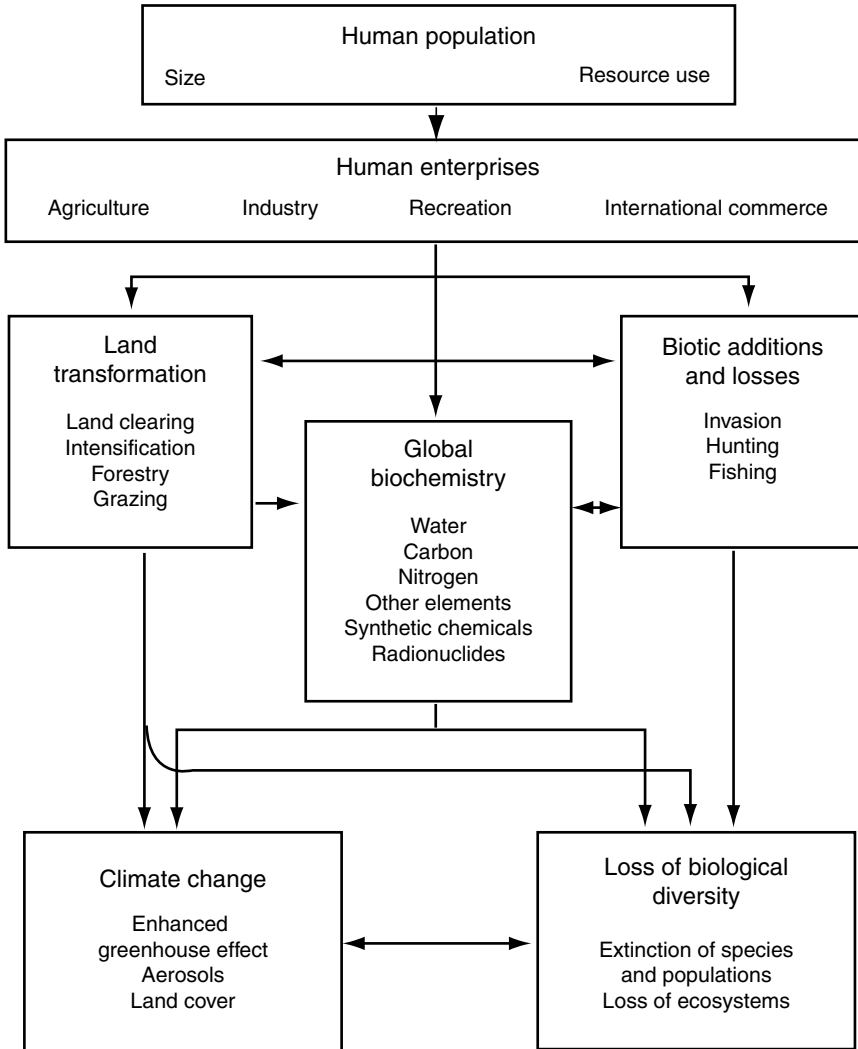 Human population
Size
Resource use
Human enterprises
Agriculture
Industry
Recreation
International commerce
Land
transformation
Land clearing
Intensification
Forestry
Grazing
Global
biochemistry
Water
Carbon
Nitrogen
Other elements
Synthetic chemicals
Radionuclides
Biotic additions
and losses
Invasion
Hunting
Fishing
Climate change
Enhanced
greenhouse effect
Aerosols
Land cover
Loss of biological
diversity
Extinction of species
and populations
Loss of ecosystems